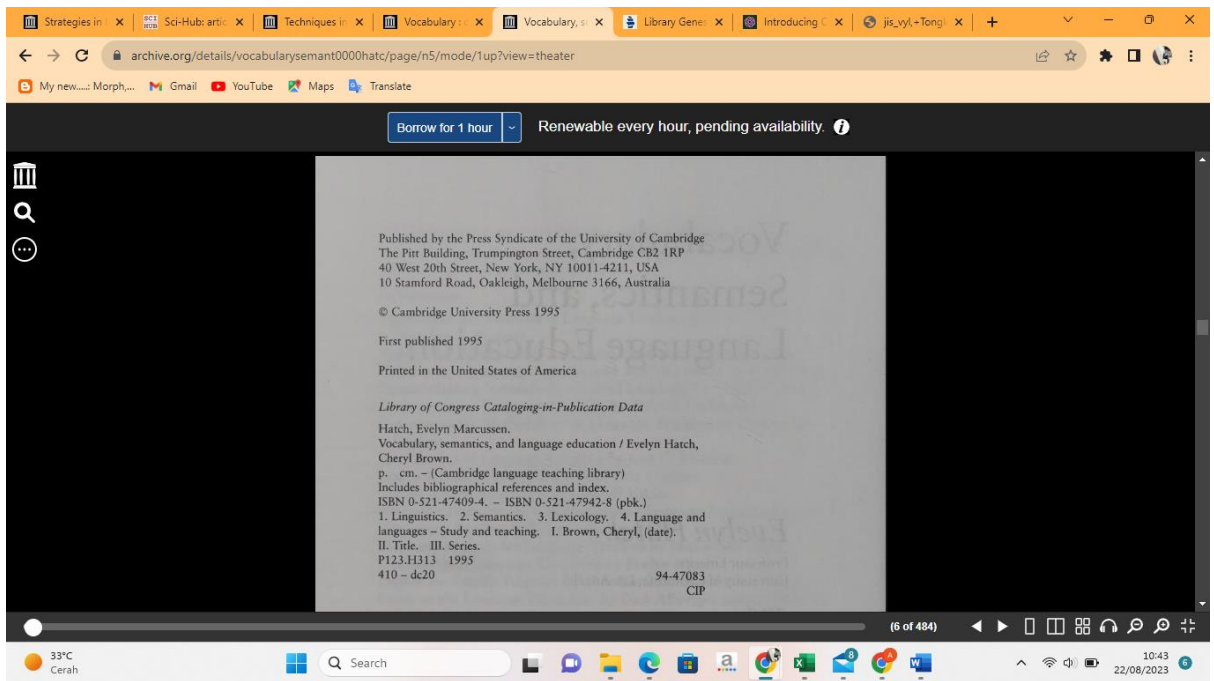 Strategies in
Sci-Hub: artic
Techniques in
Vocabulary : c
Vocabulary, s
Library Gene
Introducing C
jis_vyl,+Tongi
archive.org/details/vocabularysemant0000hatc/page/n5/mode/1up?view=theater
My new.....: Morph,... Gmail YouTube Maps Translate
Borrow for 1 hour Renewable every hour, pending availability.
Published by the Press Syndicate of the University of Cambridge
The Pitt Building, Trumpington Street, Cambridge CB2 1RP
40 West 20th Street, New York, NY 10011-4211, USA
10 Stamford Road, Oakleigh, Melbourne 3166, Australia
© Cambridge University Press 1995
First published 1995
Printed in the United States of America
Library of Congress Cataloging-in-Publication Data
Hatch, Evelyn Marcussen.
Vocabulary, semantics, and language education / Evelyn Hatch,
Cheryl Brown.
p. cm. – (Cambridge language teaching library)
Includes bibliographical references and index.
ISBN 0-521-47409-4. – ISBN 0-521-47942-8 (pbk.)
1. Linguistics. 2. Semantics. 3. Lexicology. 4. Language and
languages – Study and teaching. I. Brown, Cheryl, (date).
II. Title. III. Series.
P123.H313 1995
410 – dc20 94-47083
CIP
(6 of 484)
33°C
Cerah
Search
8
10:43
22/08/2023
6